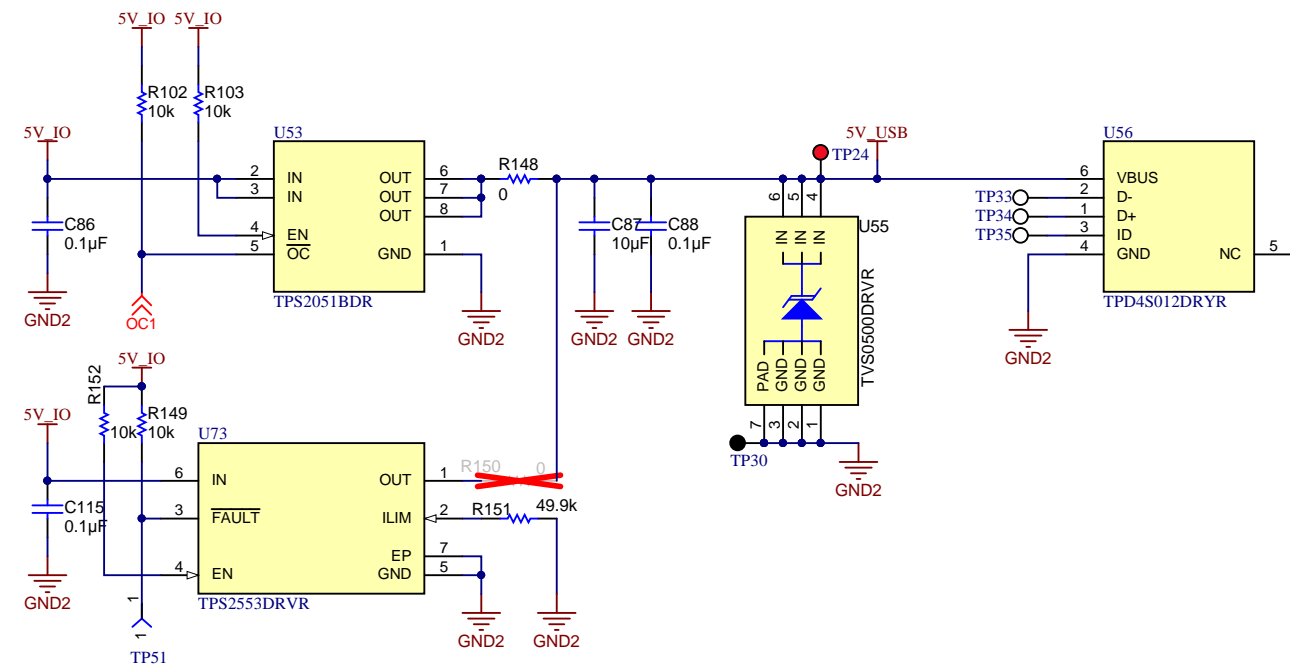 5V_IO 5V_IO
R102 R103
10k 10k
5V_IO
U53
5V_USB
U56
TP24
R148
0
2 IN OUT 6
3 IN OUT 7
OUT 8
4 EN
5 OC GND 1
C86
0.1µF
TPS2051BDR
GND2
OC1
GND2
C87
10µF
C88
0.1µF
GND2 GND2
6 5 4
IN IN IN
U55
TVS0500DRVR
PAD GND GND GND
7 3 2 1
TP30
GND2
6 VBUS
TP33 2 D-
TP34 1 D+
TP35 3 ID
4 GND NC 5
TPD4S012DRYR
GND2
5V_IO
R152
10k
R149
10k
5V_IO
U73
6 IN OUT 1
R150 0
3 FAULT ILIM 2
R151 49.9k
EP 7
4 EN GND 5
C115
0.1µF
TPS2553DRVR
GND2
GND2 GND2
1
1
TP51